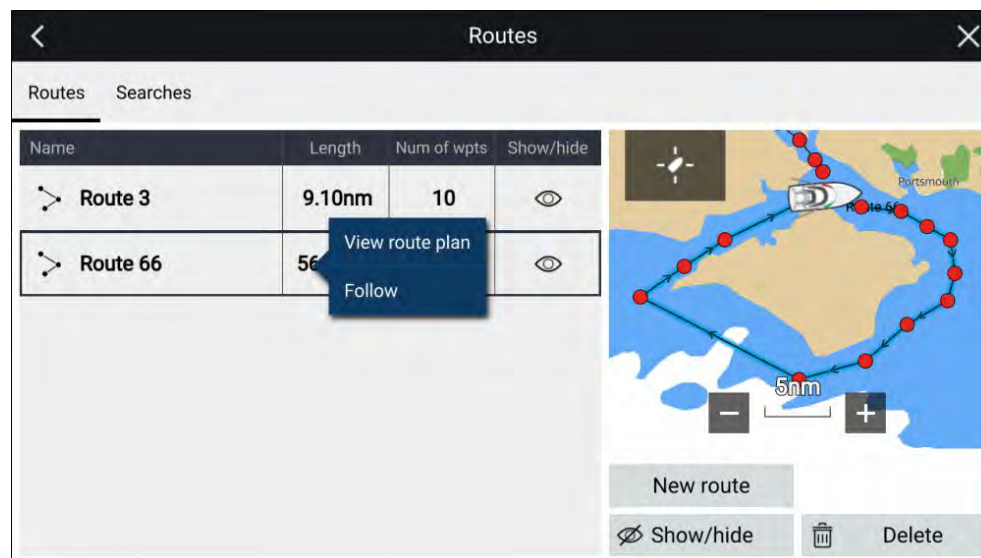 Routes
Routes Searches
Name Length Num of wpts Show/hide
Route 3 9.10nm 10
Route 66 56
View route plan
Follow
Portsmouth
5nm
New route
Show/hide Delete